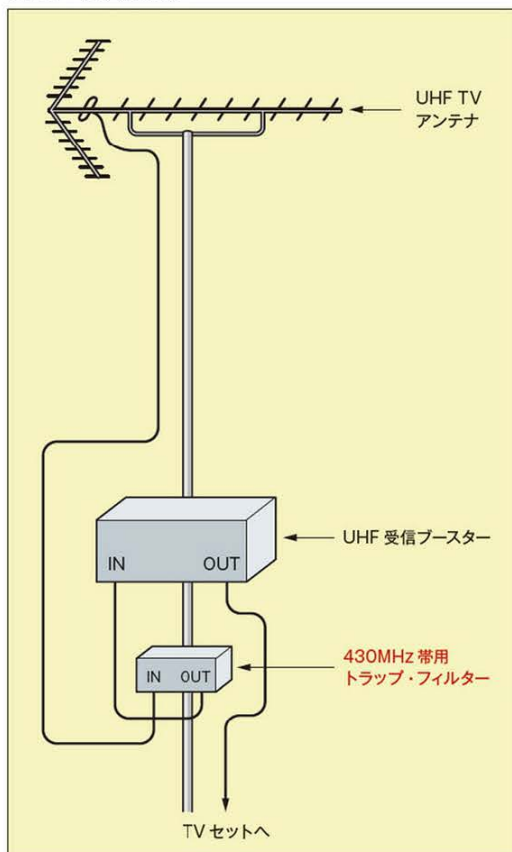 UHF TV
アンテナ
IN OUT
UHF 受信ブースター
IN OUT
430MHz 帯用
トラップ・フィルター
TV セットへ